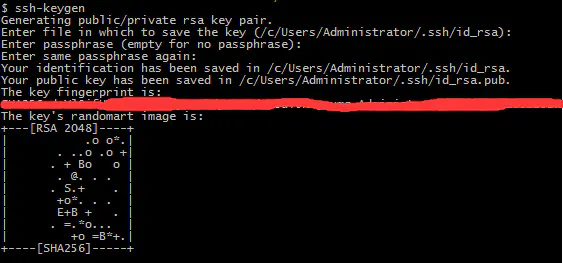 $ ssh-keygen
Generating public/private rsa key pair.
Enter file in which to save the key (/c/Users/Administrator/.ssh/id_rsa):
Enter passphrase (empty for no passphrase):
Enter same passphrase again:
Your identification has been saved in /c/Users/Administrator/.ssh/id_rsa.
Your public key has been saved in /c/Users/Administrator/.ssh/id_rsa.pub.
The key fingerprint is:
The key's randomart image is:
+---[RSA 2048]----+
|          .o o*.|
|      . ..o .o +|
|     . + Bo   o |
|      . @. . .  |
|     . S.+    . |
|      +o*. . .  |
|      E+B +   . |
|     . =.*o...  |
|        +o =B*+.|
+----[SHA256]-----+